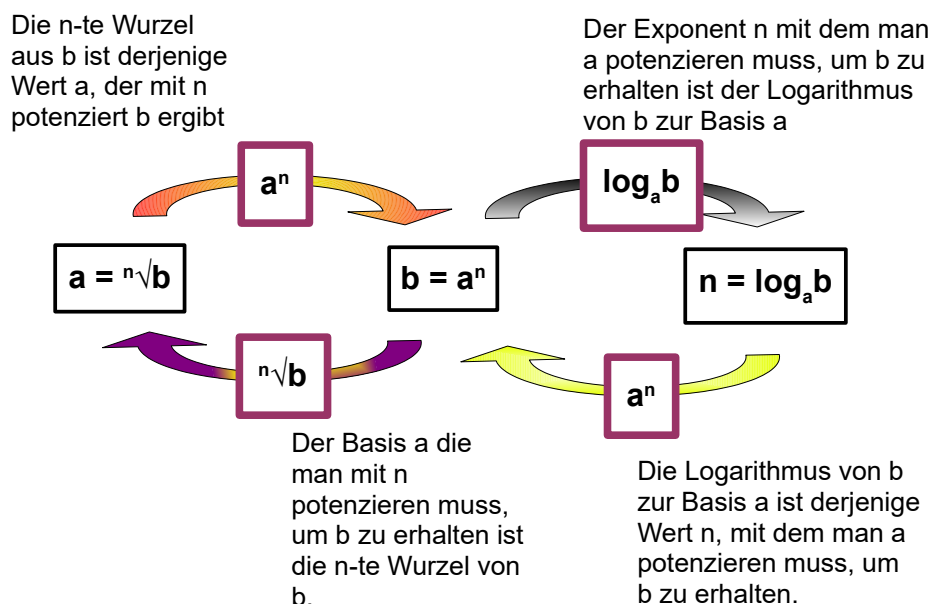 Die n-te Wurzel
aus b ist derjenige
Wert a, der mit n
potenziert b ergibt
Der Exponent n mit dem man
a potenzieren muss, um b zu
erhalten ist der Logarithmus
von b zur Basis a
aⁿ
logₐb
a = ⁿ√b
b = aⁿ
n = logₐb
ⁿ√b
aⁿ
Der Basis a die
man mit n
potenzieren muss,
um b zu erhalten ist
die n-te Wurzel von
b.
Die Logarithmus von b
zur Basis a ist derjenige
Wert n, mit dem man a
potenzieren muss, um
b zu erhalten.